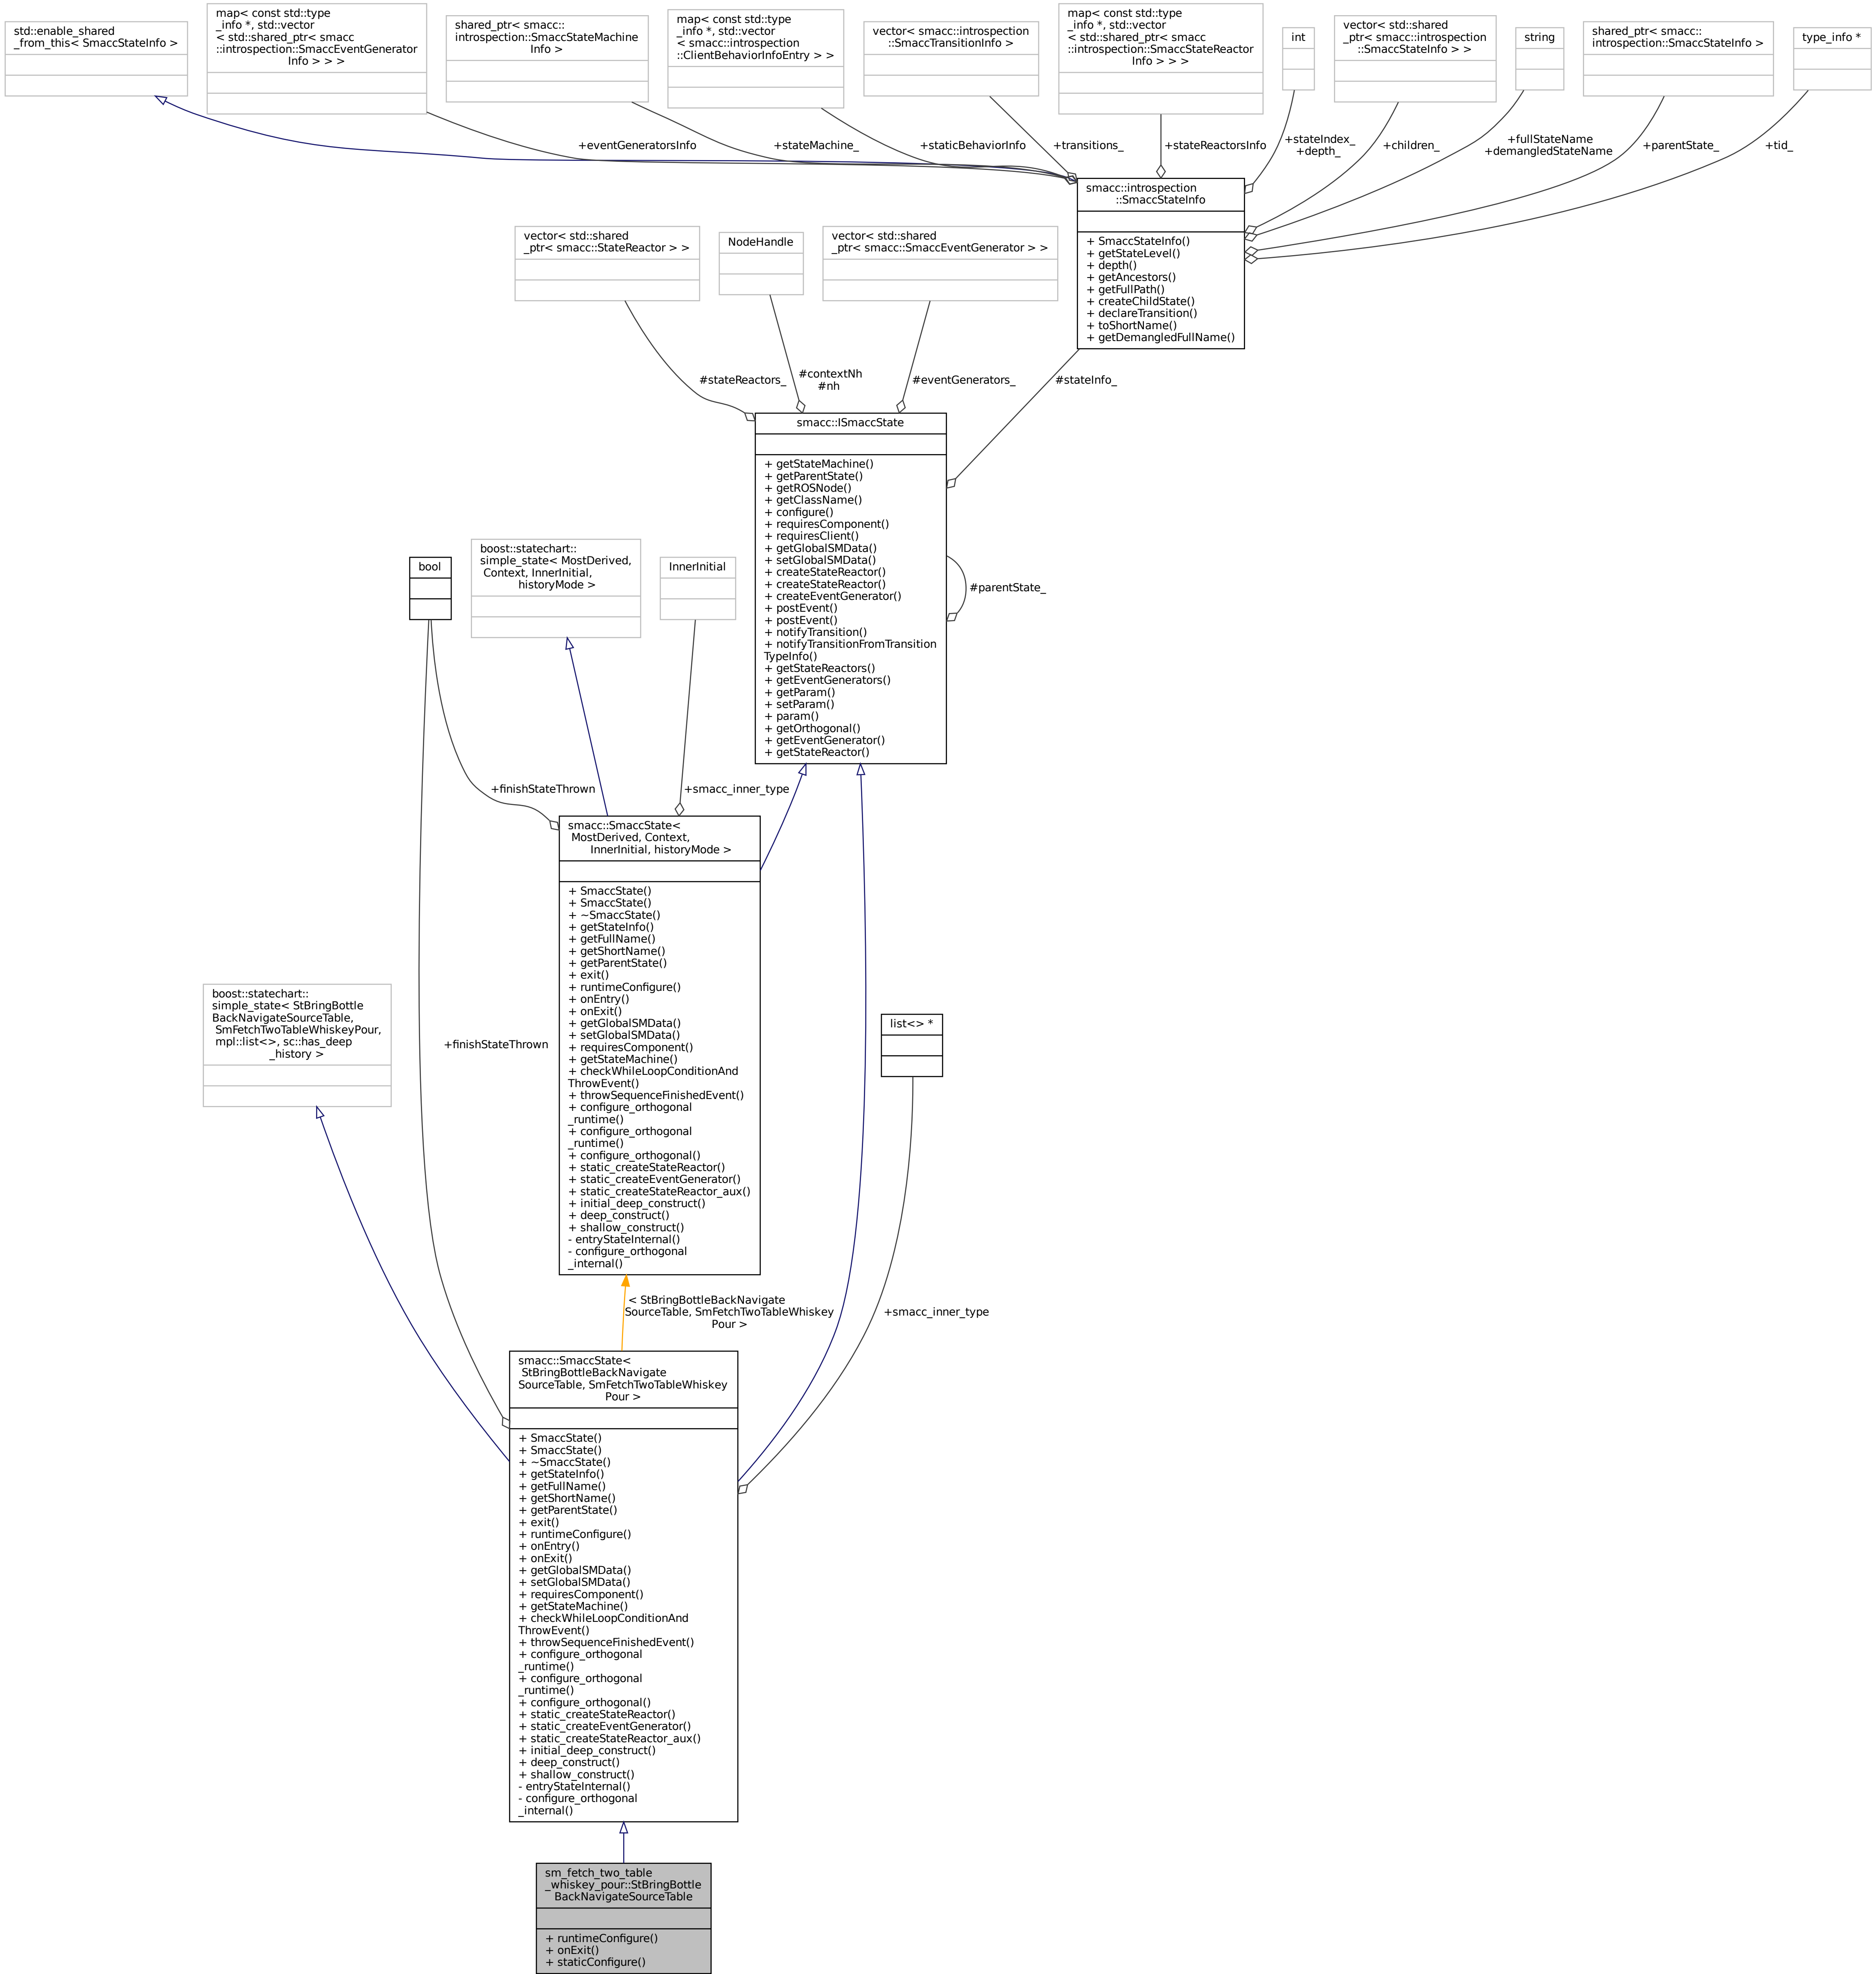 std::enable_shared
_from_this< SmaccStateInfo >
map< const std::type
_info *, std::vector
< std::shared_ptr< smacc
::introspection::SmaccEventGenerator
Info > > >
shared_ptr< smacc::
introspection::SmaccStateMachine
Info >
map< const std::type
_info *, std::vector
< smacc::introspection
::ClientBehaviorInfoEntry > >
vector< smacc::introspection
::SmaccTransitionInfo >
map< const std::type
_info *, std::vector
< std::shared_ptr< smacc
::introspection::SmaccStateReactor
Info > > >
int
vector< std::shared
_ptr< smacc::introspection
::SmaccStateInfo > >
string
shared_ptr< smacc::
introspection::SmaccStateInfo >
type_info *
+eventGeneratorsInfo
+stateMachine_
+staticBehaviorInfo
+transitions_
+stateReactorsInfo
+stateIndex_
+depth_
+children_
+fullStateName
+demangledStateName
+parentState_
+tid_
smacc::introspection
::SmaccStateInfo
+ SmaccStateInfo()
+ getStateLevel()
+ depth()
+ getAncestors()
+ getFullPath()
+ createChildState()
+ declareTransition()
+ toShortName()
+ getDemangledFullName()
vector< std::shared
_ptr< smacc::StateReactor > >
NodeHandle
vector< std::shared
_ptr< smacc::SmaccEventGenerator > >
#stateReactors_
#contextNh
#nh
#eventGenerators_
#stateInfo_
smacc::ISmaccState
+ getStateMachine()
+ getParentState()
+ getROSNode()
+ getClassName()
+ configure()
+ requiresComponent()
+ requiresClient()
+ getGlobalSMData()
+ setGlobalSMData()
+ createStateReactor()
+ createStateReactor()
+ createEventGenerator()
+ postEvent()
+ postEvent()
+ notifyTransition()
+ notifyTransitionFromTransition
TypeInfo()
+ getStateReactors()
+ getEventGenerators()
+ getParam()
+ setParam()
+ param()
+ getOrthogonal()
+ getEventGenerator()
+ getStateReactor()
#parentState_
bool
boost::statechart::
simple_state< MostDerived,
Context, InnerInitial,
historyMode >
InnerInitial
+finishStateThrown
+smacc_inner_type
smacc::SmaccState<
MostDerived, Context,
InnerInitial, historyMode >
+ SmaccState()
+ SmaccState()
+ ~SmaccState()
+ getStateInfo()
+ getFullName()
+ getShortName()
+ getParentState()
+ exit()
+ runtimeConfigure()
+ onEntry()
+ onExit()
+ getGlobalSMData()
+ setGlobalSMData()
+ requiresComponent()
+ getStateMachine()
+ checkWhileLoopConditionAnd
ThrowEvent()
+ throwSequenceFinishedEvent()
+ configure_orthogonal
_runtime()
+ configure_orthogonal
_runtime()
+ configure_orthogonal()
+ static_createStateReactor()
+ static_createEventGenerator()
+ static_createStateReactor_aux()
+ initial_deep_construct()
+ deep_construct()
+ shallow_construct()
- entryStateInternal()
- configure_orthogonal
_internal()
boost::statechart::
simple_state< StBringBottle
BackNavigateSourceTable,
SmFetchTwoTableWhiskeyPour,
mpl::list<>, sc::has_deep
_history >
+finishStateThrown
list<> *
< StBringBottleBackNavigate
SourceTable, SmFetchTwoTableWhiskey
Pour >
+smacc_inner_type
smacc::SmaccState<
StBringBottleBackNavigate
SourceTable, SmFetchTwoTableWhiskey
Pour >
+ SmaccState()
+ SmaccState()
+ ~SmaccState()
+ getStateInfo()
+ getFullName()
+ getShortName()
+ getParentState()
+ exit()
+ runtimeConfigure()
+ onEntry()
+ onExit()
+ getGlobalSMData()
+ setGlobalSMData()
+ requiresComponent()
+ getStateMachine()
+ checkWhileLoopConditionAnd
ThrowEvent()
+ throwSequenceFinishedEvent()
+ configure_orthogonal
_runtime()
+ configure_orthogonal
_runtime()
+ configure_orthogonal()
+ static_createStateReactor()
+ static_createEventGenerator()
+ static_createStateReactor_aux()
+ initial_deep_construct()
+ deep_construct()
+ shallow_construct()
- entryStateInternal()
- configure_orthogonal
_internal()
sm_fetch_two_table
_whiskey_pour::StBringBottle
BackNavigateSourceTable
+ runtimeConfigure()
+ onExit()
+ staticConfigure()